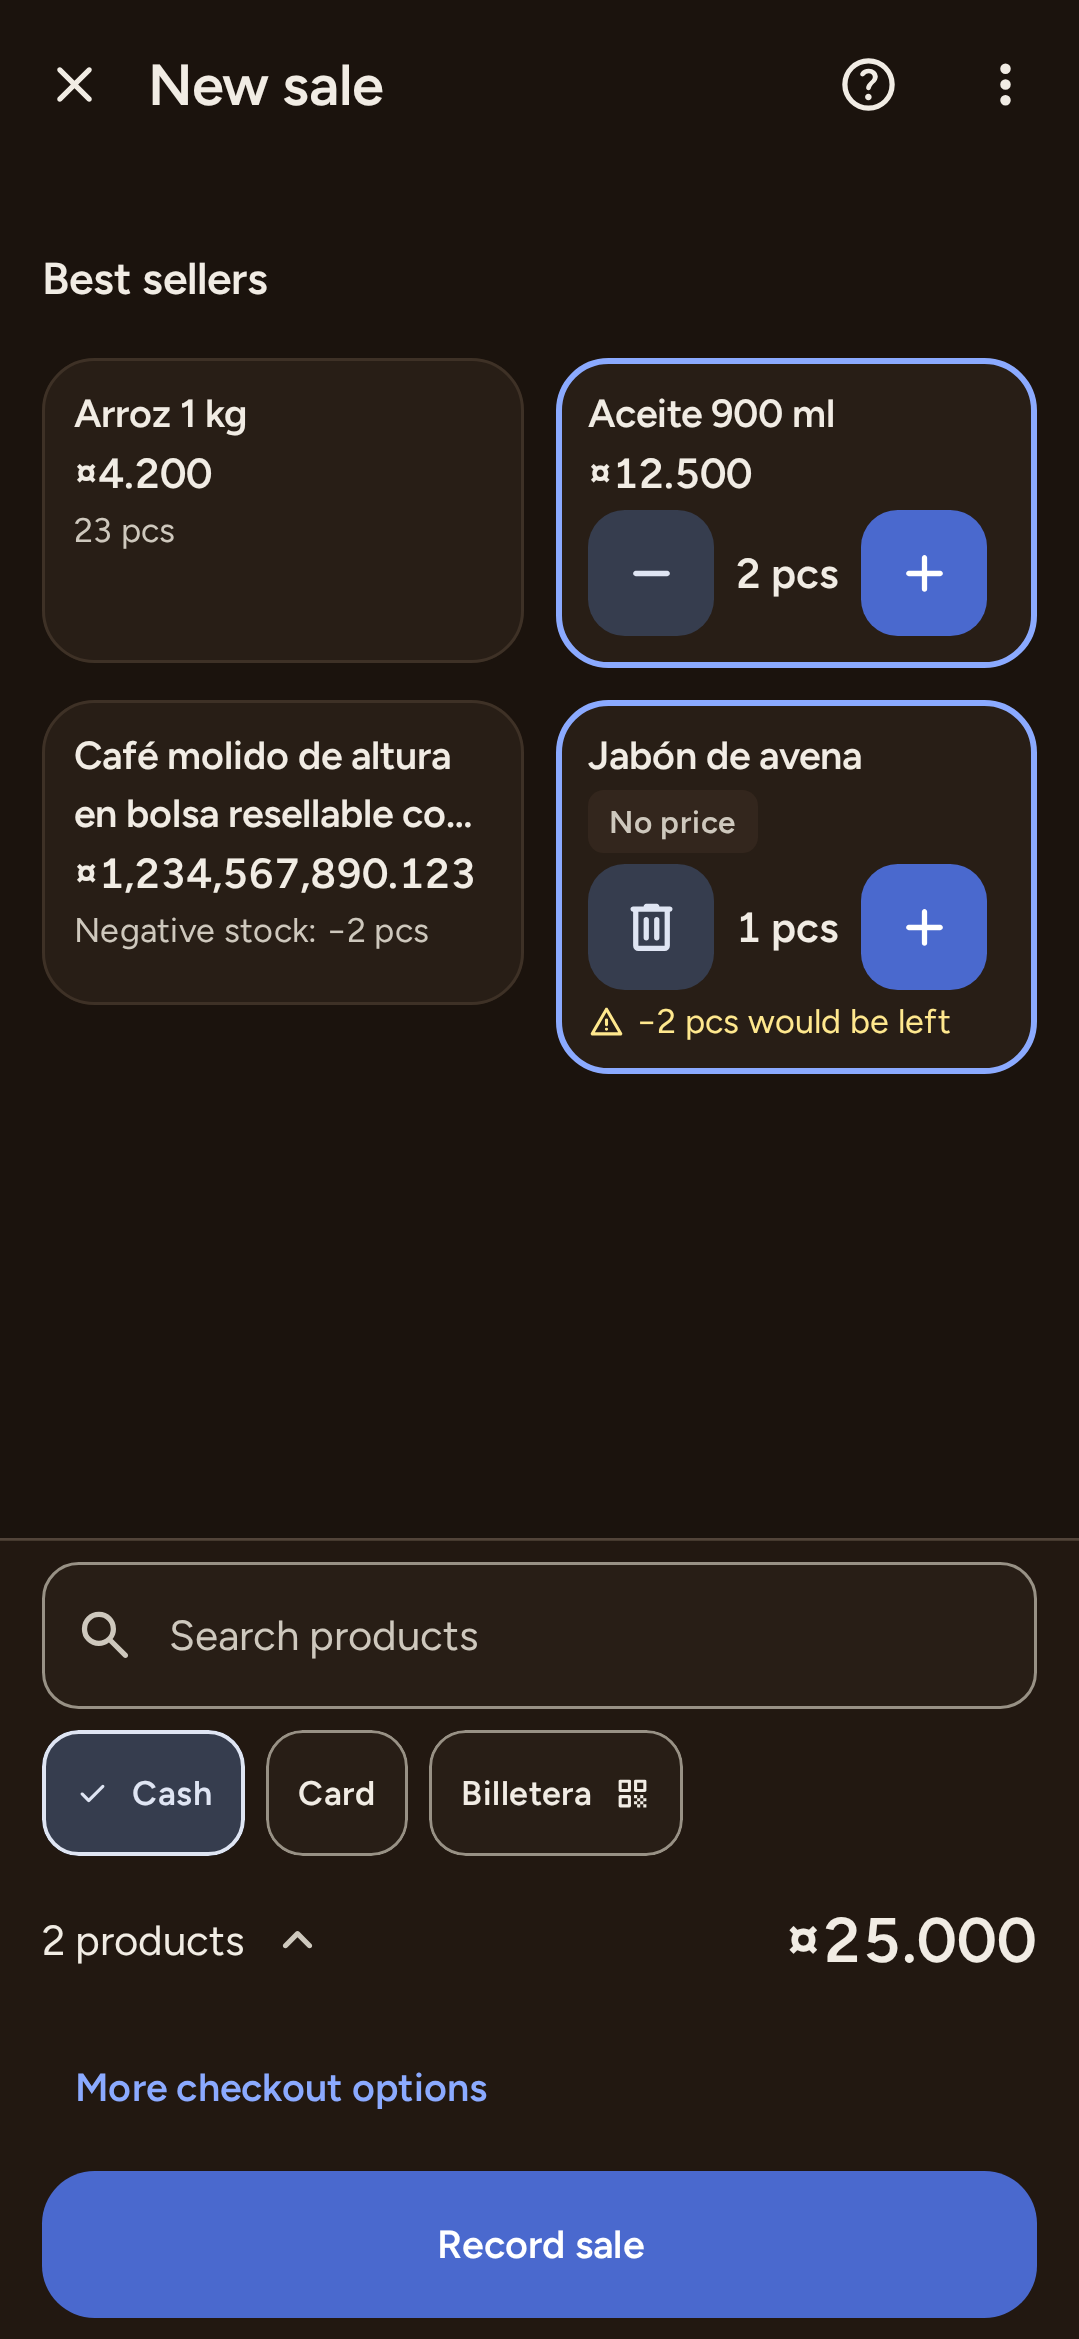 New sale
Best sellers
Arroz 1 kg
¤4.200
23 pcs
Aceite 900 ml
¤12.500
2 pcs
Café molido de altura
en bolsa resellable co...
¤1,234,567,890.123
Negative stock: −2 pcs
Jabón de avena
No price
1 pcs
−2 pcs would be left
Search products
Cash
Card
Billetera
2 products
¤25.000
More checkout options
Record sale